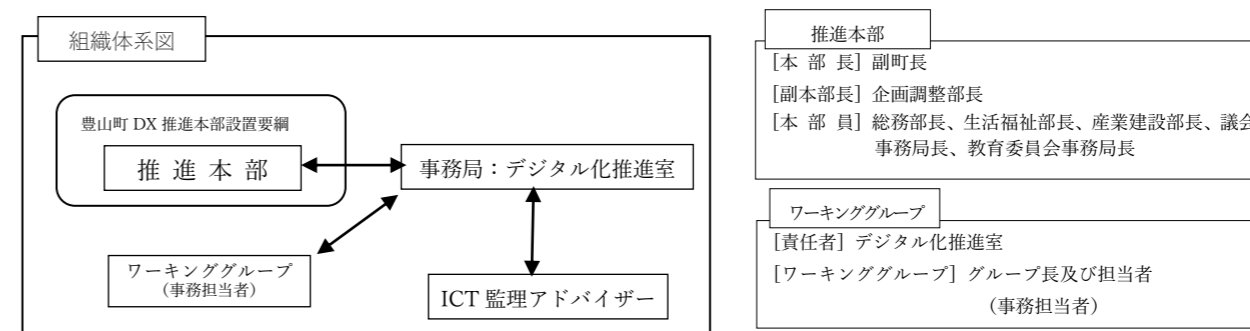 組織体系図
豊山町 DX 推進本部設置要綱
推 進 本 部
事務局：デジタル化推進室
ワーキンググループ
(事務担当者)
ICT 監理アドバイザー
推進本部
[本 部 長] 副町長
[副本部長] 企画調整部長
[本 部 員] 総務部長、生活福祉部長、産業建設部長、議会
事務局長、教育委員会事務局長
ワーキンググループ
[責任者] デジタル化推進室
[ワーキンググループ] グループ長及び担当者
(事務担当者)